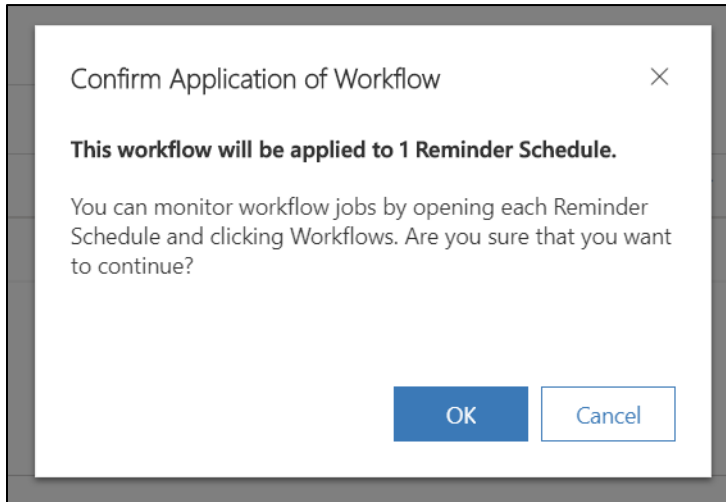 Confirm Application of Workflow
This workflow will be applied to 1 Reminder Schedule.
You can monitor workflow jobs by opening each Reminder
Schedule and clicking Workflows. Are you sure that you want
to continue?
OK
Cancel